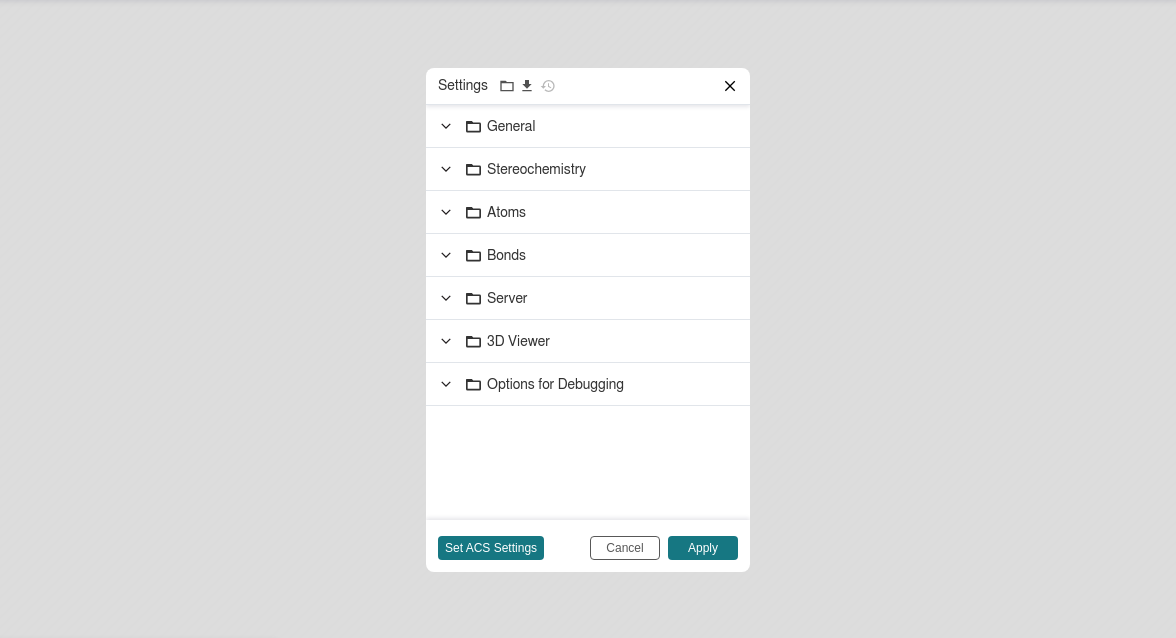 Settings
General
Stereochemistry
Atoms
Bonds
Server
3D Viewer
Options for Debugging
Set ACS Settings Cancel Apply